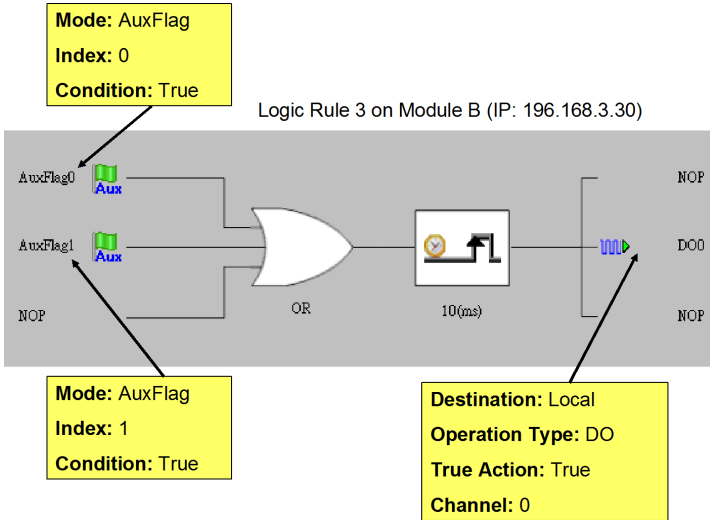 Mode: AuxFlag
Index: 0
Condition: True
Logic Rule 3 on Module B (IP: 196.168.3.30)
AuxFlag0
Aux
NOP
AuxFlag1
Aux
DO0
NOP
OR
10(ms)
NOP
Mode: AuxFlag
Index: 1
Condition: True
Destination: Local
Operation Type: DO
True Action: True
Channel: 0